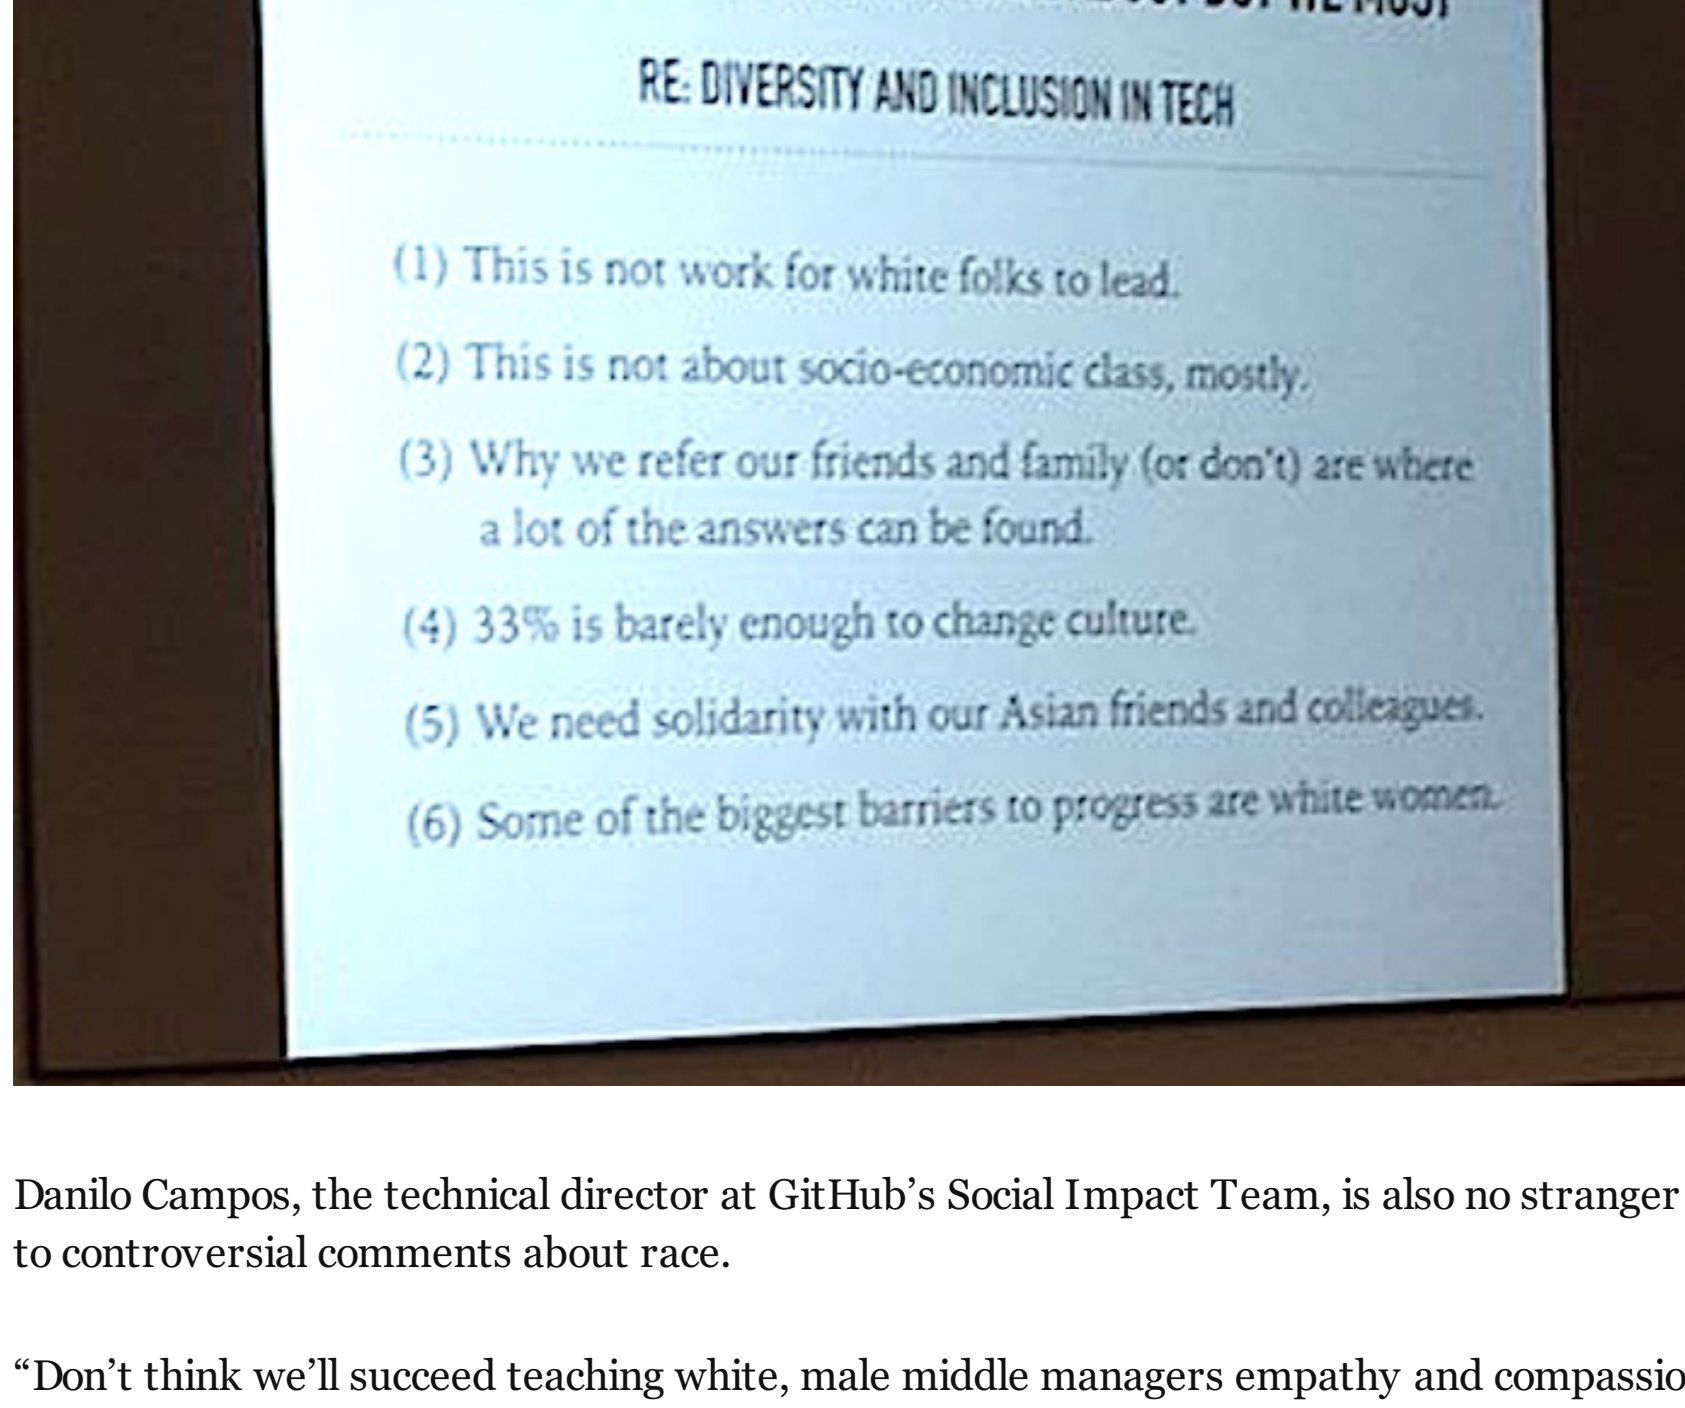 WE MUST
RE: DIVERSITY AND INCLUSION IN TECH
(1) This is not work for white folks to lead.
(2) This is not about socio-economic class, mostly.
(3) Why we refer our friends and family (or don't) are where
a lot of the answers can be found.
(4) 33% is barely enough to change culture.
(5) We need solidarity with our Asian friends and colleagues.
(6) Some of the biggest barriers to progress are white women.
Danilo Campos, the technical director at GitHub’s Social Impact Team, is also no stranger
to controversial comments about race.
“Don’t think we’ll succeed teaching white, male middle managers empathy and compassio